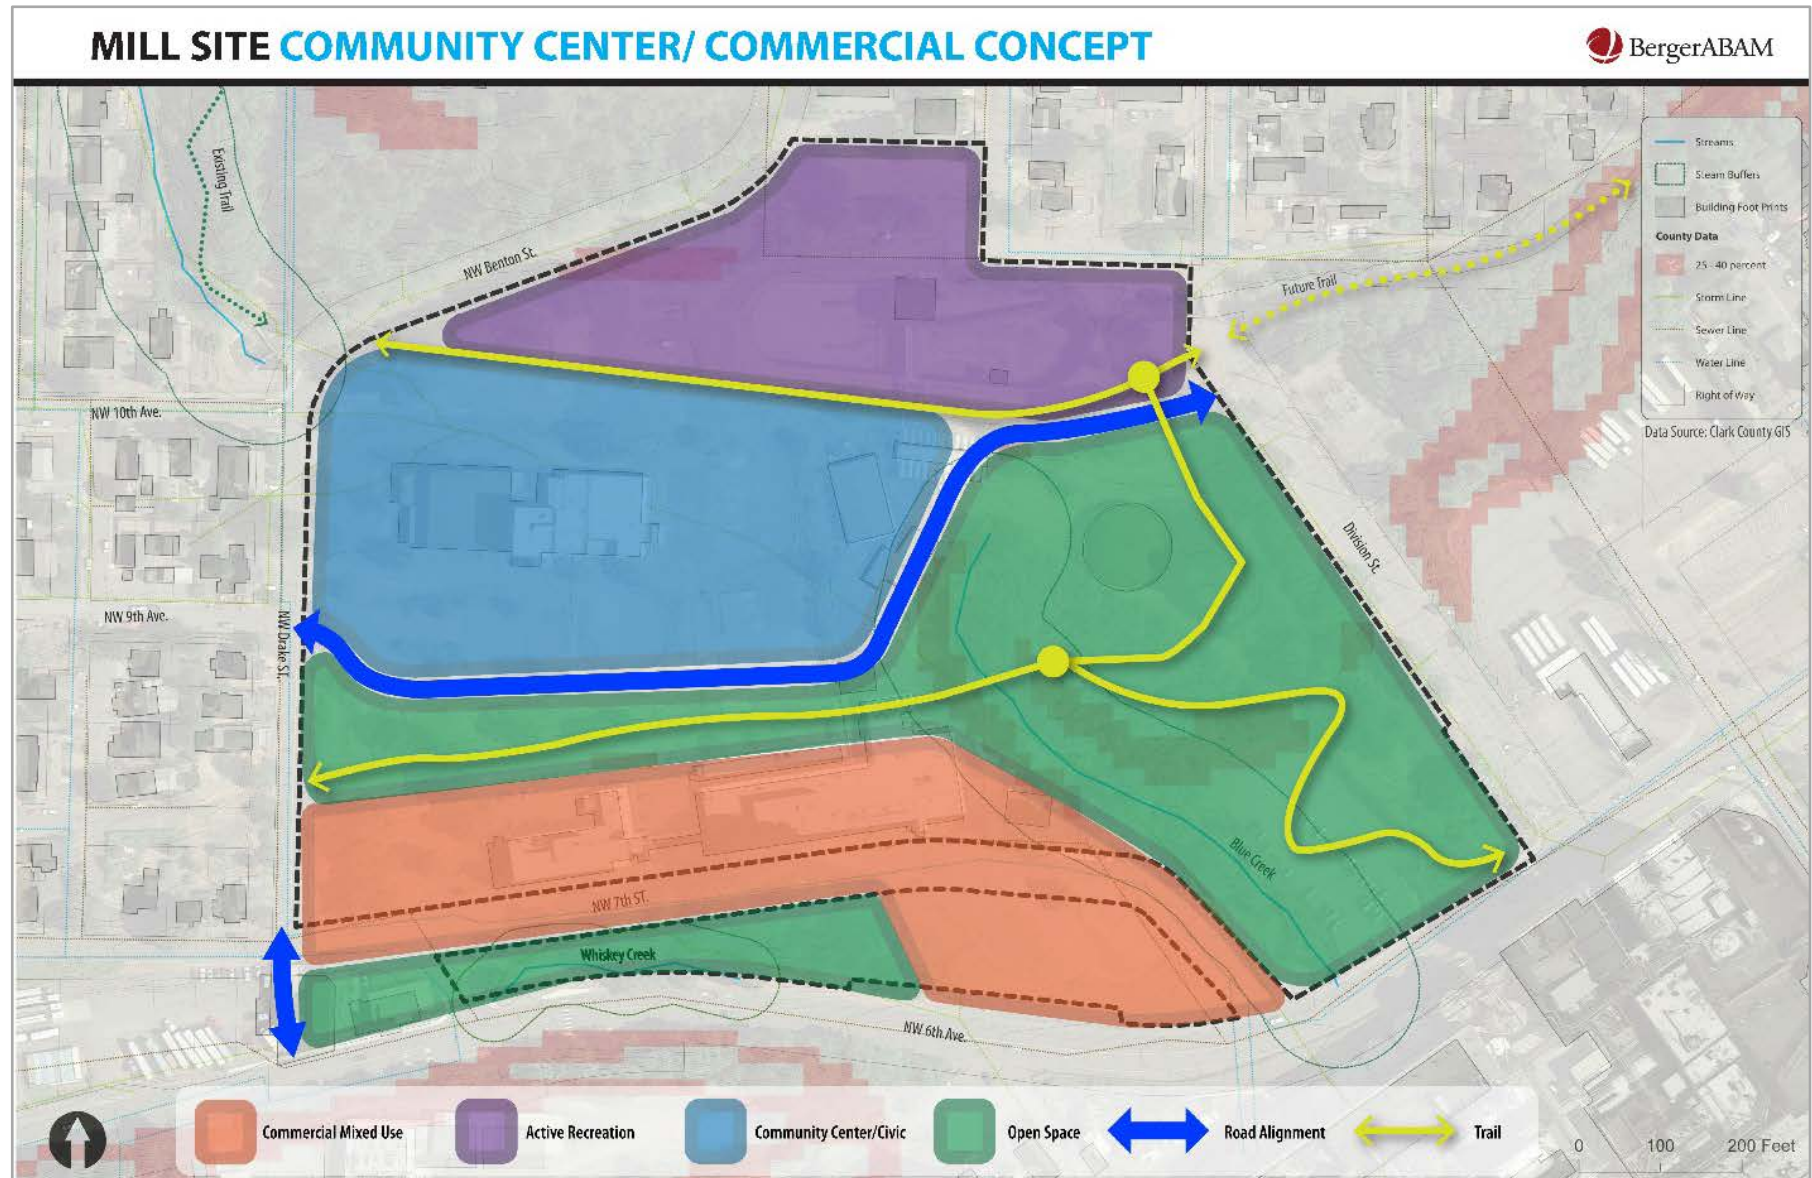 MILL SITE COMMUNITY CENTER/ COMMERCIAL CONCEPT
BergerABAM
Existing Trail
NW Benton St.
Future Trail
Streams
Steam Buffers
Building Foot Prints
County Data
25 - 40 percent
Storm Line
Sewer Line
Water Line
Right of Way
Data Source: Clark County GIS
NW 10th Ave.
NW 9th Ave.
NW Drake St.
Division St.
Blue Creek
NW 7th ST.
Whiskey Creek
NW 6th Ave.
Commercial Mixed Use
Active Recreation
Community Center/Civic
Open Space
Road Alignment
Trail
0 100 200 Feet